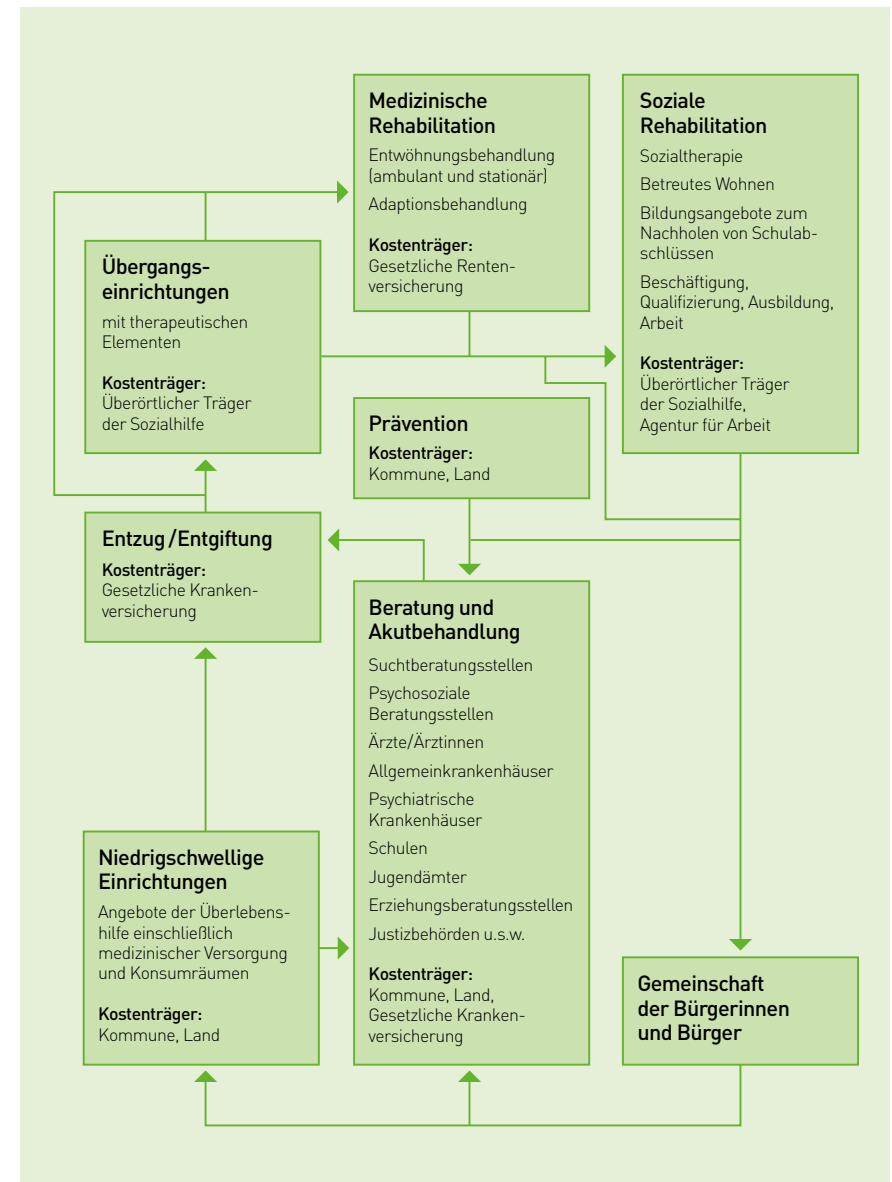 Medizinische
Rehabilitation
Entwöhnungsbehandlung
(ambulant und stationär)
Adaptionsbehandlung
Kostenträger:
Gesetzliche Renten-
versicherung
Soziale
Rehabilitation
Sozialtherapie
Betreutes Wohnen
Bildungsangebote zum
Nachholen von Schulab-
schlüssen
Beschäftigung,
Qualifizierung, Ausbildung,
Arbeit
Kostenträger:
Überörtlicher Träger
der Sozialhilfe,
Agentur für Arbeit
Übergangs-
einrichtungen
mit therapeutischen
Elementen
Kostenträger:
Überörtlicher Träger
der Sozialhilfe
Prävention
Kostenträger:
Kommune, Land
Entzug/Entgiftung
Kostenträger:
Gesetzliche Kranken-
versicherung
Beratung und
Akutbehandlung
Suchtberatungsstellen
Psychosoziale
Beratungsstellen
Ärzte/Ärztinnen
Allgemeinkrankenhäuser
Psychiatrische
Krankenhäuser
Schulen
Jugendämter
Erziehungsberatungsstellen
Justizbehörden u.s.w.
Kostenträger:
Kommune, Land,
Gesetzliche Kranken-
versicherung
Niedrigschwellige
Einrichtungen
Angebote der Überlebens-
hilfe einschließlich
medizinischer Versorgung
und Konsumräumen
Kostenträger:
Kommune, Land
Gemeinschaft
der Bürgerinnen
und Bürger